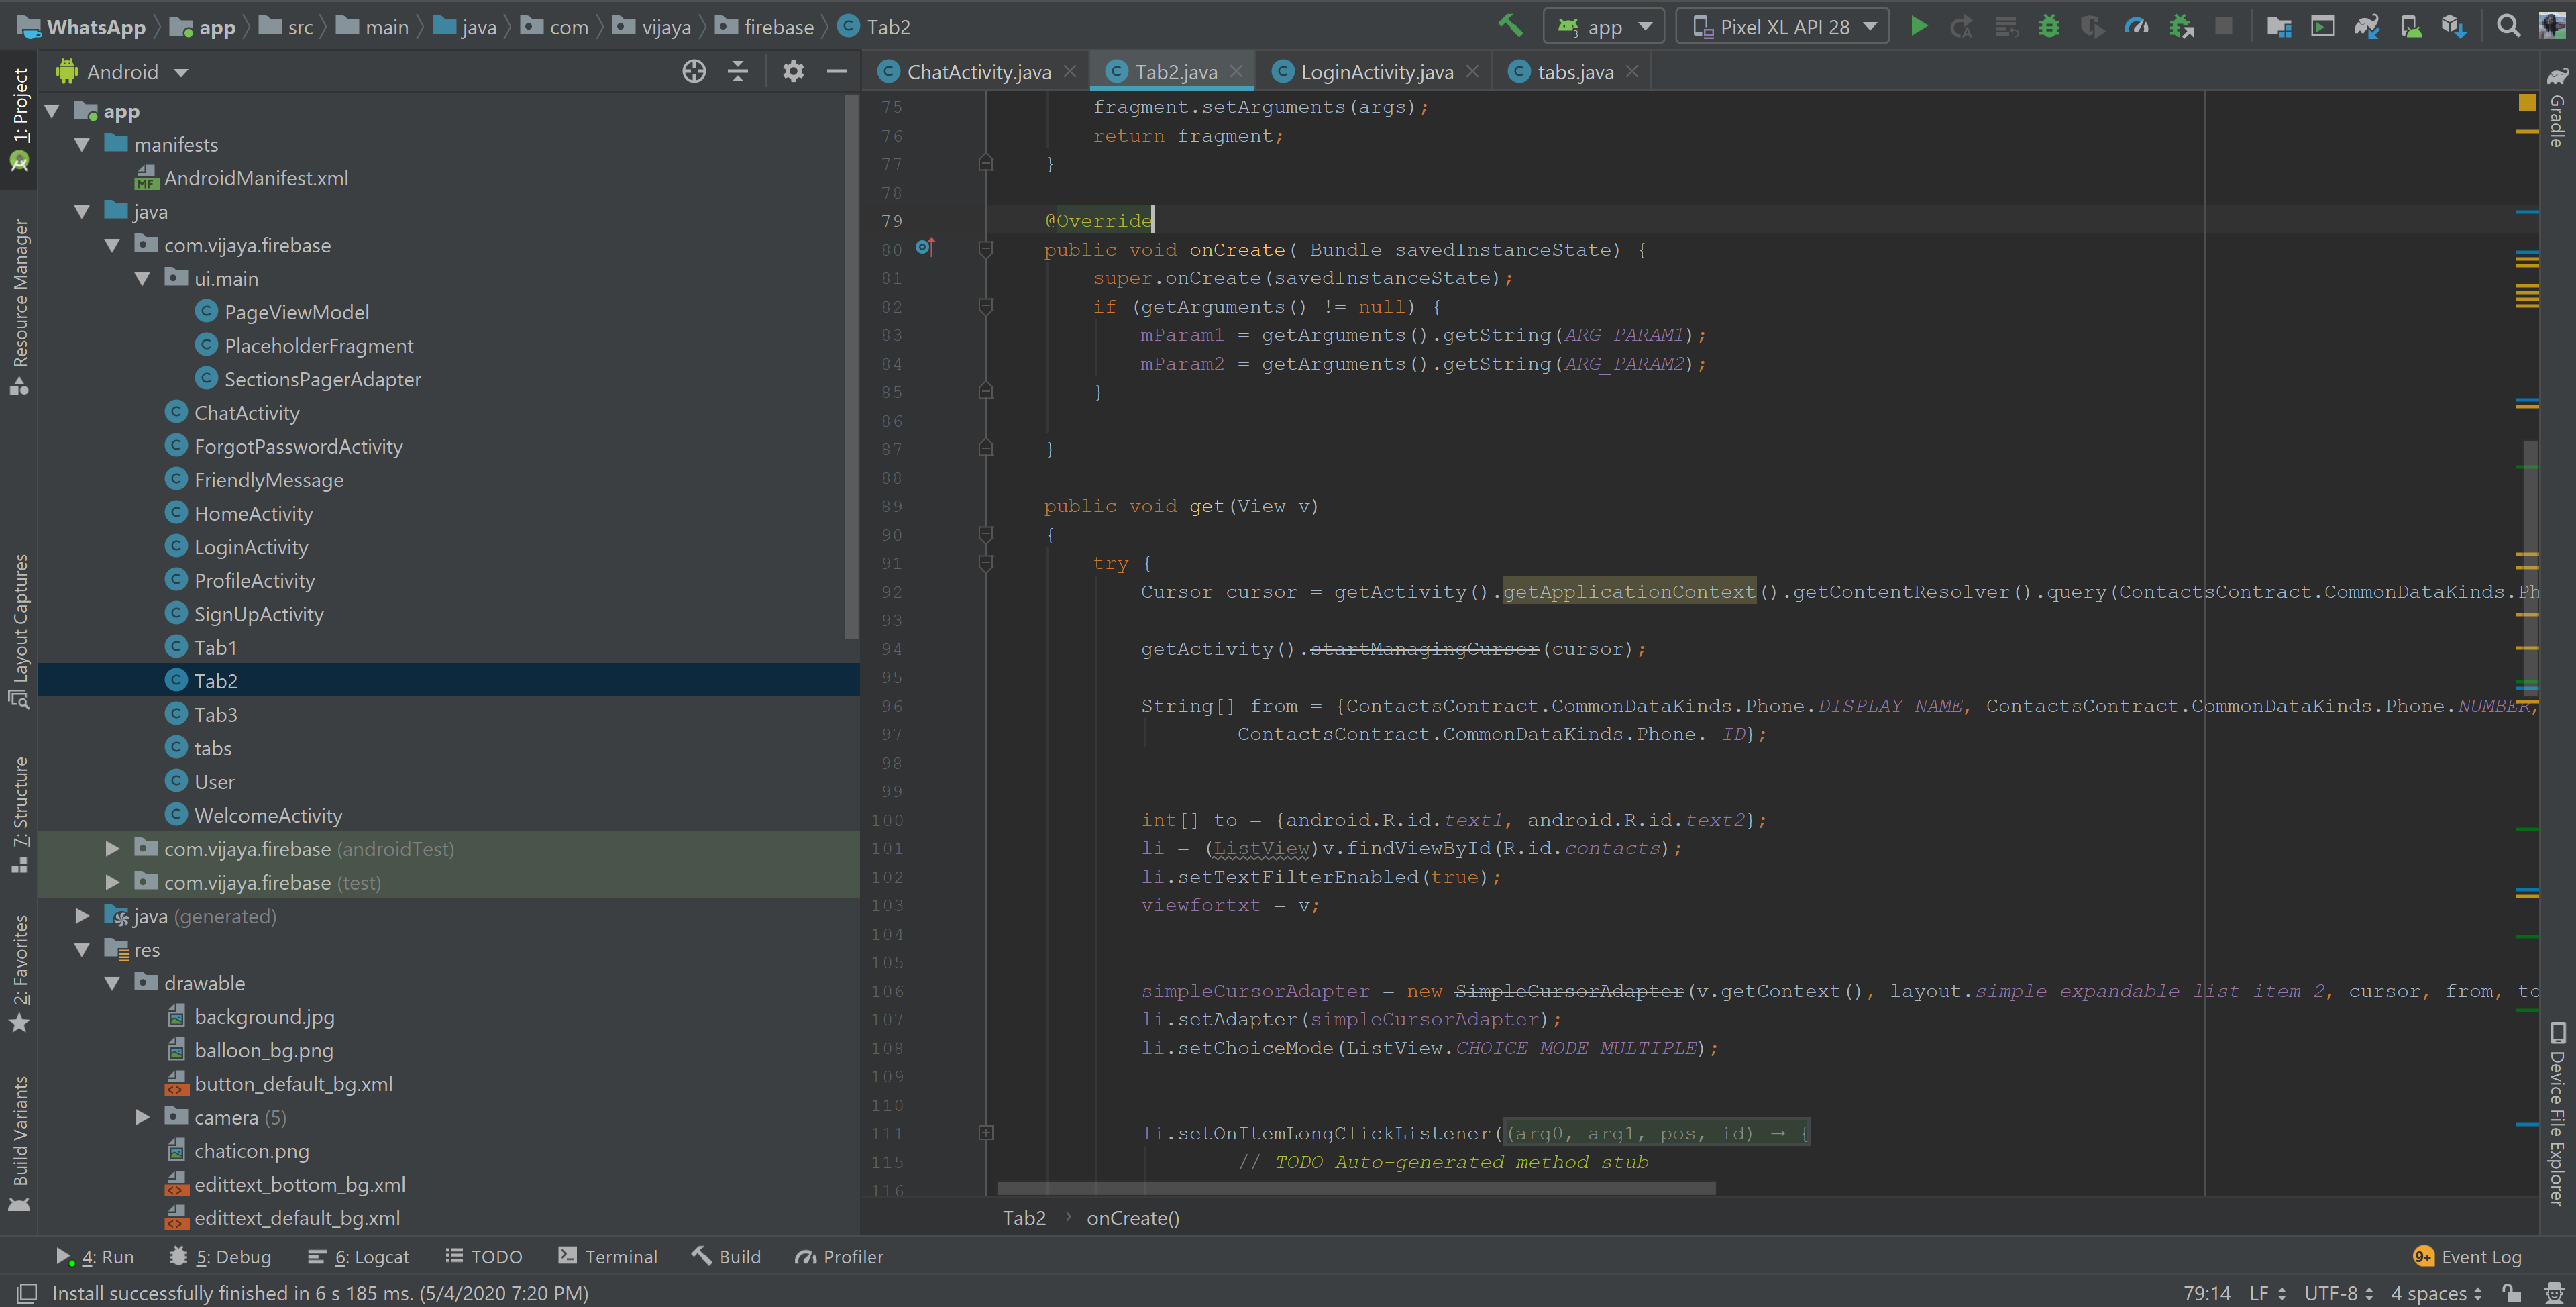 WhatsApp app src main java com vijaya firebase Tab2
app Pixel XL API 28
Android
ChatActivity.java Tab2.java LoginActivity.java tabs.java
1: Project
Resource Manager
Layout Captures
7: Structure
2: Favorites
Build Variants
app
manifests
AndroidManifest.xml
java
com.vijaya.firebase
ui.main
PageViewModel
PlaceholderFragment
SectionsPagerAdapter
ChatActivity
ForgotPasswordActivity
FriendlyMessage
HomeActivity
LoginActivity
ProfileActivity
SignUpActivity
Tab1
Tab2
Tab3
tabs
User
WelcomeActivity
com.vijaya.firebase (androidTest)
com.vijaya.firebase (test)
java (generated)
res
drawable
background.jpg
balloon_bg.png
button_default_bg.xml
camera (5)
chaticon.png
edittext_bottom_bg.xml
edittext_default_bg.xml
75 fragment.setArguments(args);
76 return fragment;
77 }
78
79 @Override
80 public void onCreate( Bundle savedInstanceState) {
81 super.onCreate(savedInstanceState);
82 if (getArguments() != null) {
83 mParam1 = getArguments().getString(ARG_PARAM1);
84 mParam2 = getArguments().getString(ARG_PARAM2);
85 }
86
87 }
88
89 public void get(View v)
90 {
91 try {
92 Cursor cursor = getActivity().getApplicationContext().getContentResolver().query(ContactsContract.CommonDataKinds.Ph
93
94 getActivity().startManagingCursor(cursor);
95
96 String[] from = {ContactsContract.CommonDataKinds.Phone.DISPLAY_NAME, ContactsContract.CommonDataKinds.Phone.NUMBER,
97 ContactsContract.CommonDataKinds.Phone._ID};
98
99
100 int[] to = {android.R.id.text1, android.R.id.text2};
101 li = (ListView)v.findViewById(R.id.contacts);
102 li.setTextFilterEnabled(true);
103 viewfortxt = v;
104
105
106 simpleCursorAdapter = new SimpleCursorAdapter(v.getContext(), layout.simple_expandable_list_item_2, cursor, from, to
107 li.setAdapter(simpleCursorAdapter);
108 li.setChoiceMode(ListView.CHOICE_MODE_MULTIPLE);
109
110
111 li.setOnItemLongClickListener((arg0, arg1, pos, id) → {
115 // TODO Auto-generated method stub
116
Tab2 › onCreate()
Gradle
Device File Explorer
4: Run 5: Debug 6: Logcat TODO Terminal Build Profiler 9+ Event Log
Install successfully finished in 6 s 185 ms. (5/4/2020 7:20 PM) 79:14 LF UTF-8 4 spaces